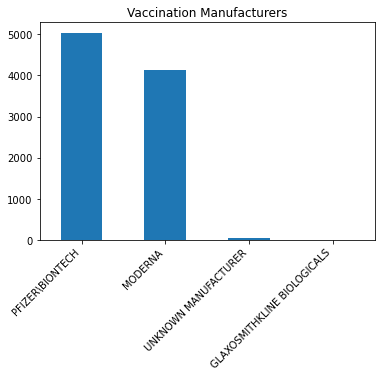 Vaccination Manufacturers
5000
4000
3000
2000
1000
0
PFIZER\BIONTECH
MODERNA
UNKNOWN MANUFACTURER
GLAXOSMITHKLINE BIOLOGICALS